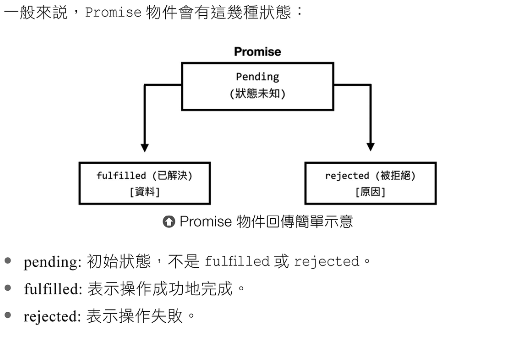 一般來說，Promise 物件會有這幾種狀態：
Promise
Pending
(狀態未知)
fulfilled (已解決)
[資料]
rejected (被拒絕)
[原因]
Promise 物件回傳簡單示意
• pending: 初始狀態，不是 fulfilled 或 rejected。
• fulfilled: 表示操作成功地完成。
• rejected: 表示操作失敗。